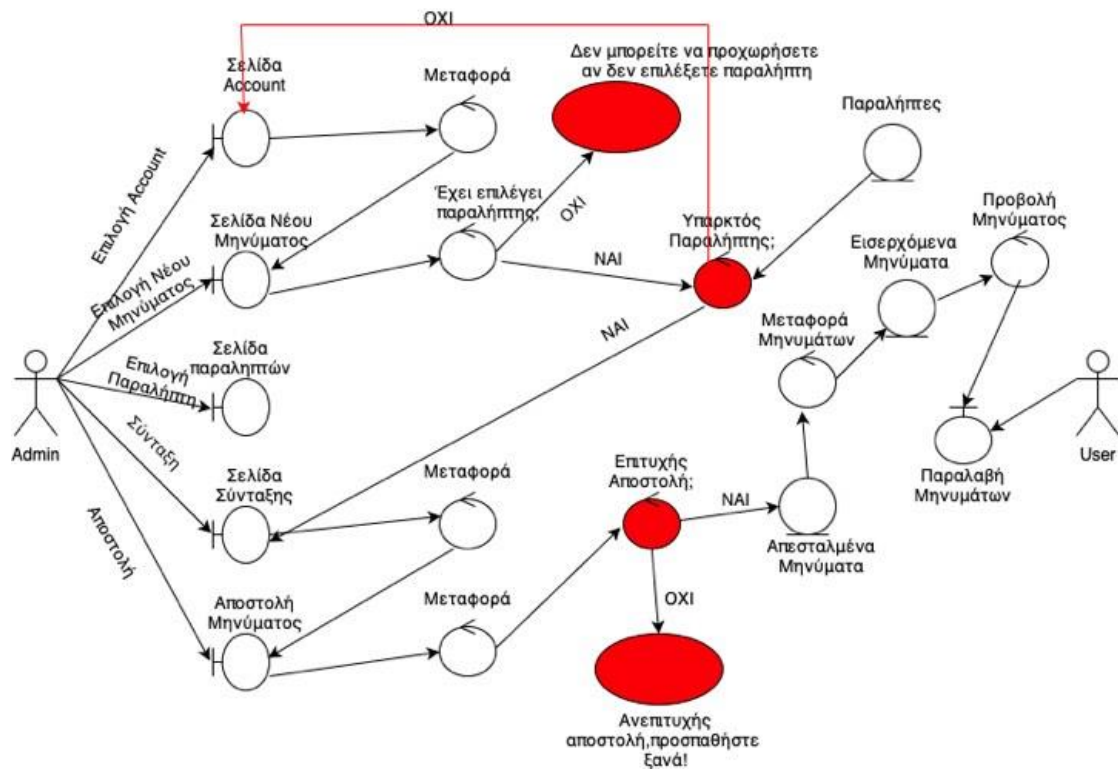 ΟΧΙ
Σελίδα
Account
Μεταφορά
Δεν μπορείτε να προχωρήσετε
αν δεν επιλέξετε παραλήπτη
Παραλήπτες
Επιλογή Account
Έχει επιλέγει
παραλήπτης;
ΟΧΙ
Σελίδα Νέου
Μηνύματος
Υπαρκτός
Παραλήπτης;
Προβολή
Μηνύματος
Εισερχόμενα
Μηνύματα
Επιλογή Νέου
Μηνύματος
ΝΑΙ
ΝΑΙ
Μεταφορά
Μηνυμάτων
Σελίδα
παραληπτών
Επιλογή
Παραλήπτη
Admin
User
Σύνταξη
Σελίδα
Σύνταξης
Μεταφορά
Επιτυχής
Αποστολή;
ΝΑΙ
Παραλαβή
Μηνυμάτων
Απεσταλμένα
Μηνύματα
Αποστολή
Αποστολή
Μηνύματος
Μεταφορά
ΟΧΙ
Ανεπιτυχής
αποστολή,προσπαθήστε
ξανά!